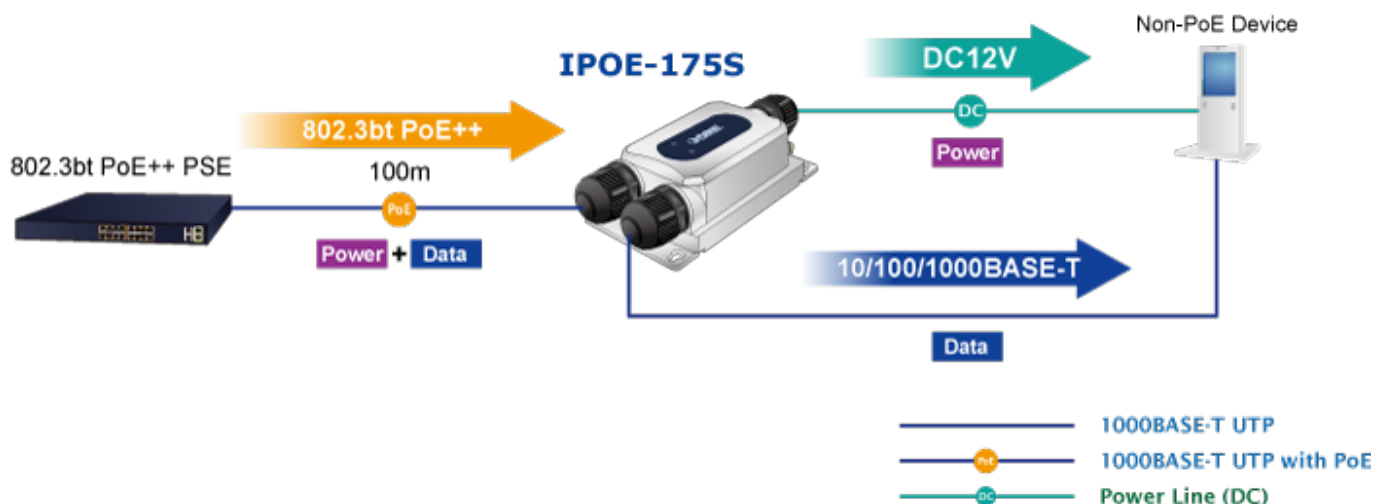 Non-PoE Device
DC12V
IPOE-175S
DC
802.3bt PoE++
Power
802.3bt PoE++ PSE
100m
PoE
Power + Data
10/100/1000BASE-T
Data
1000BASE-T UTP
PoE
1000BASE-T UTP with PoE
DC
Power Line (DC)